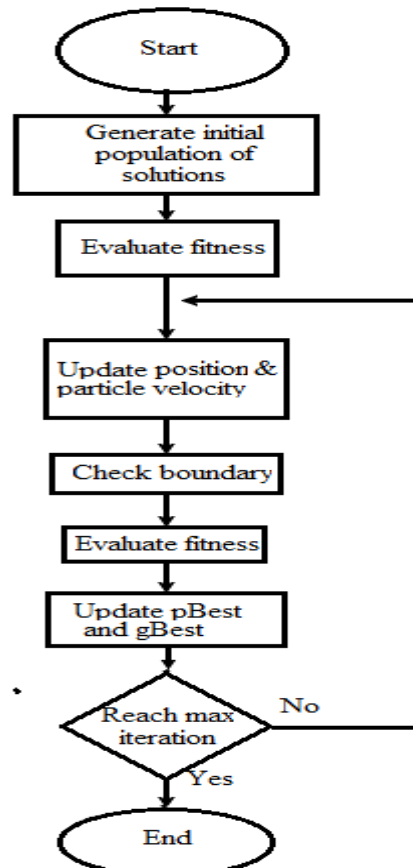 Start
Generate initial
population of
solutions
Evaluate fitness
Update position &
particle velocity
Check boundary
Evaluate fitness
Update pBest
and gBest
Reach max
iteration
No
Yes
End